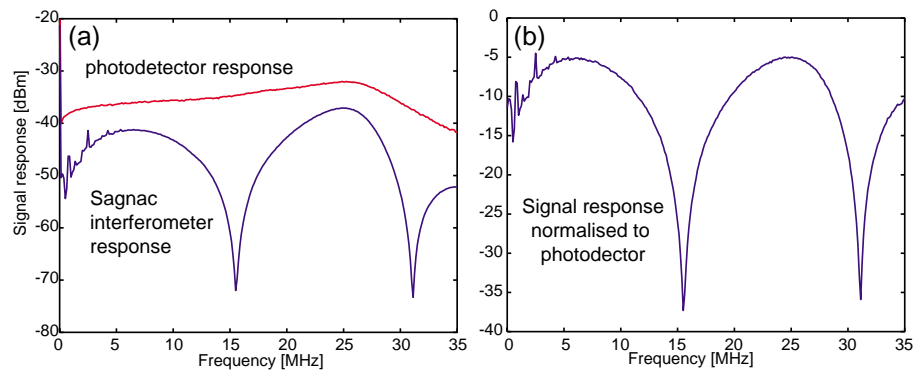 (a)
photodetector response
Sagnac
interferometer
response
Signal response [dBm]
-20
-30
-40
-50
-60
-70
-80
0
5
10
15
20
25
30
35
Frequency [MHz]
(b)
Signal response
normalised to
photodector
0
-5
-10
-15
-20
-25
-30
-35
-40
0
5
10
15
20
25
30
35
Frequency [MHz]